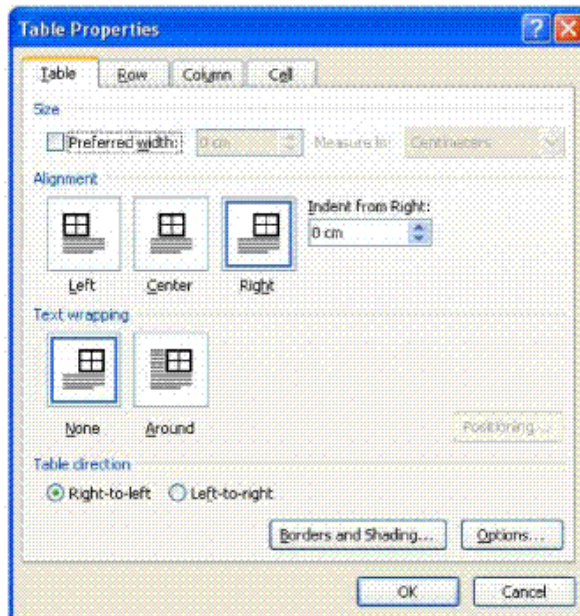 Table Properties
Table Row Column Cell
Size
Preferred width: 0 cm Measure in: Centimeters
Alignment
Indent from Right:
0 cm
Left Center Right
Text wrapping
None Around
Positioning...
Table direction
Right-to-left Left-to-right
Borders and Shading... Options...
OK Cancel